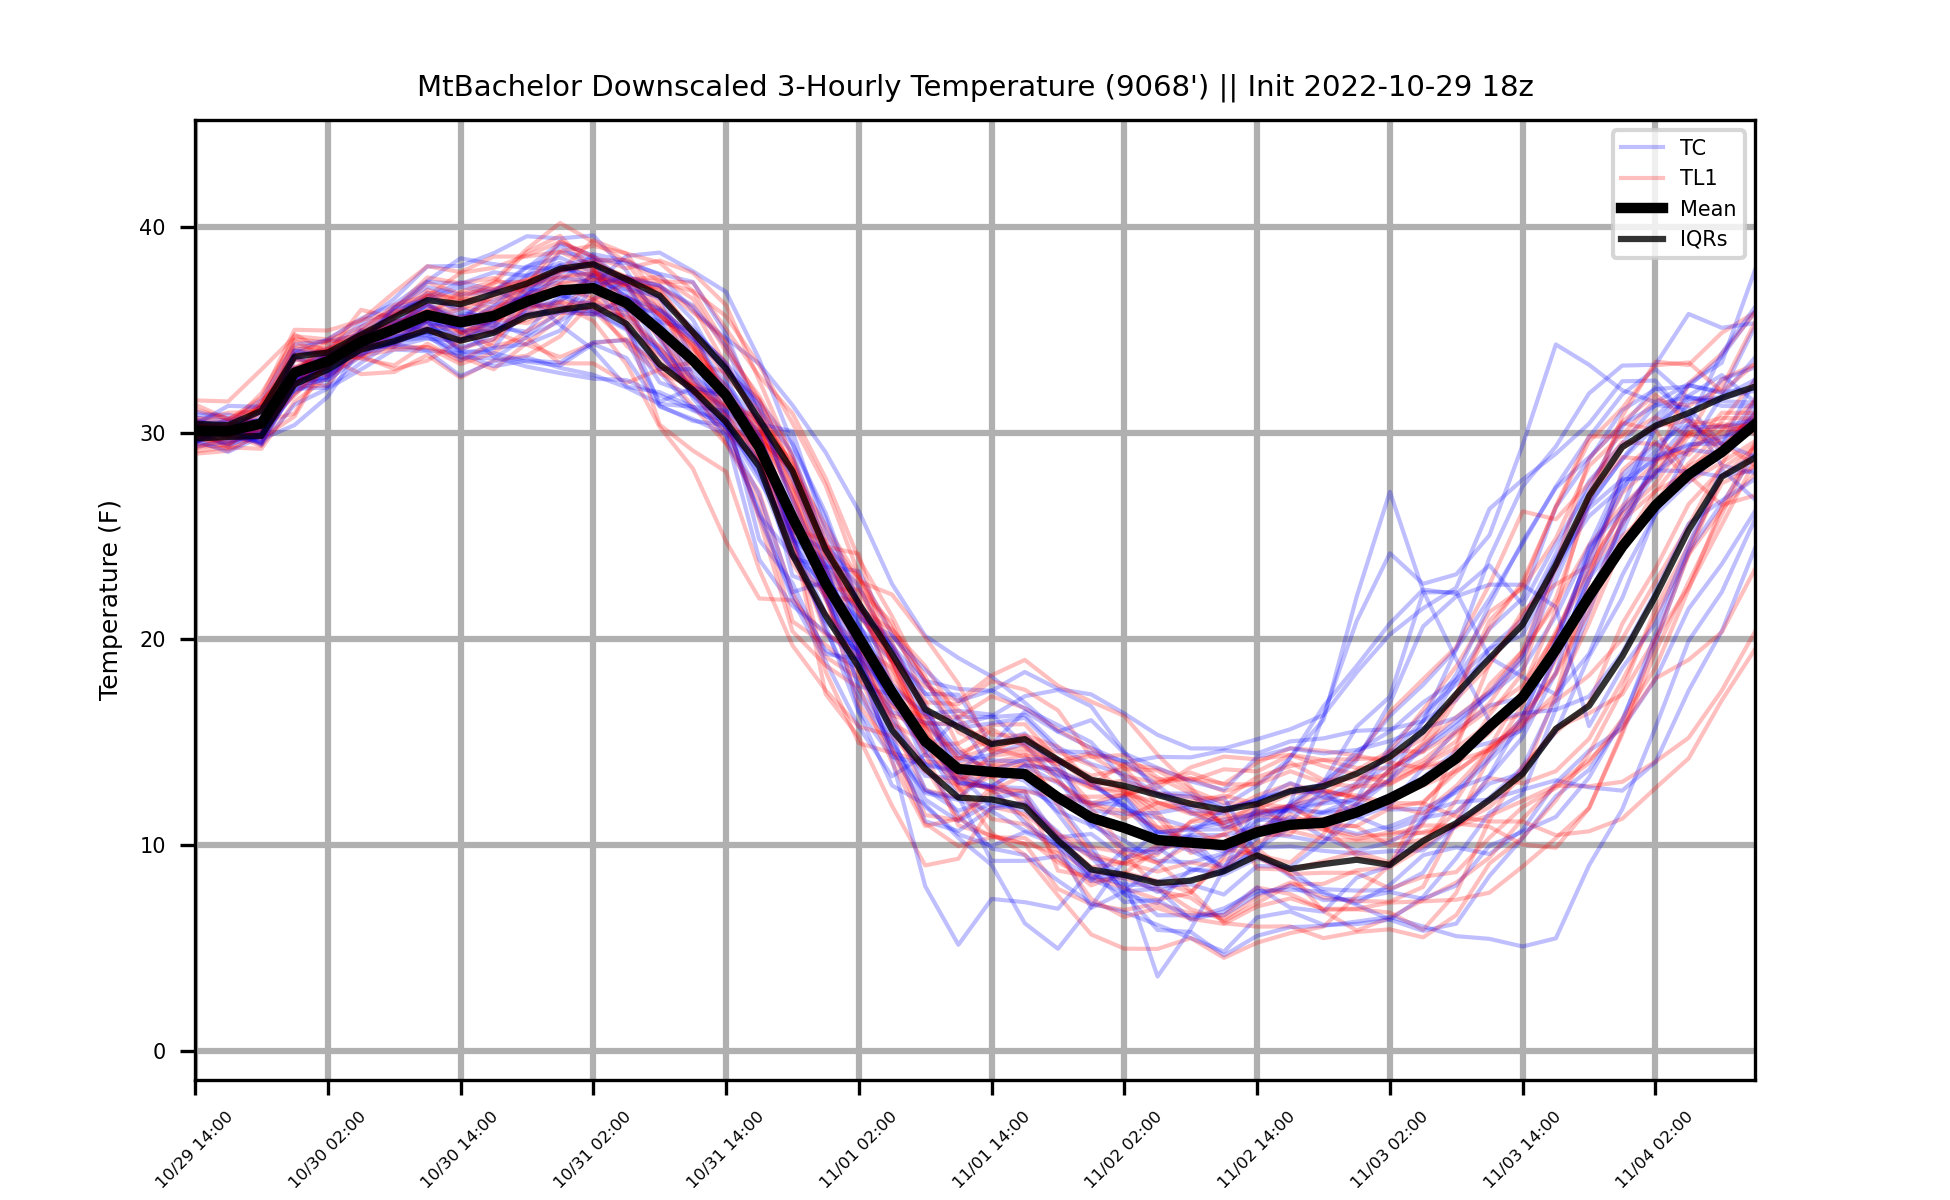 MtBachelor Downscaled 3-Hourly Temperature (9068') || Init 2022-10-29 18z
TC
TL1
Mean
IQRs
Temperature (F)
40
30
20
10
0
10/29 14:00
10/30 02:00
10/30 14:00
10/31 02:00
10/31 14:00
11/01 02:00
11/01 14:00
11/02 02:00
11/02 14:00
11/03 02:00
11/03 14:00
11/04 02:00